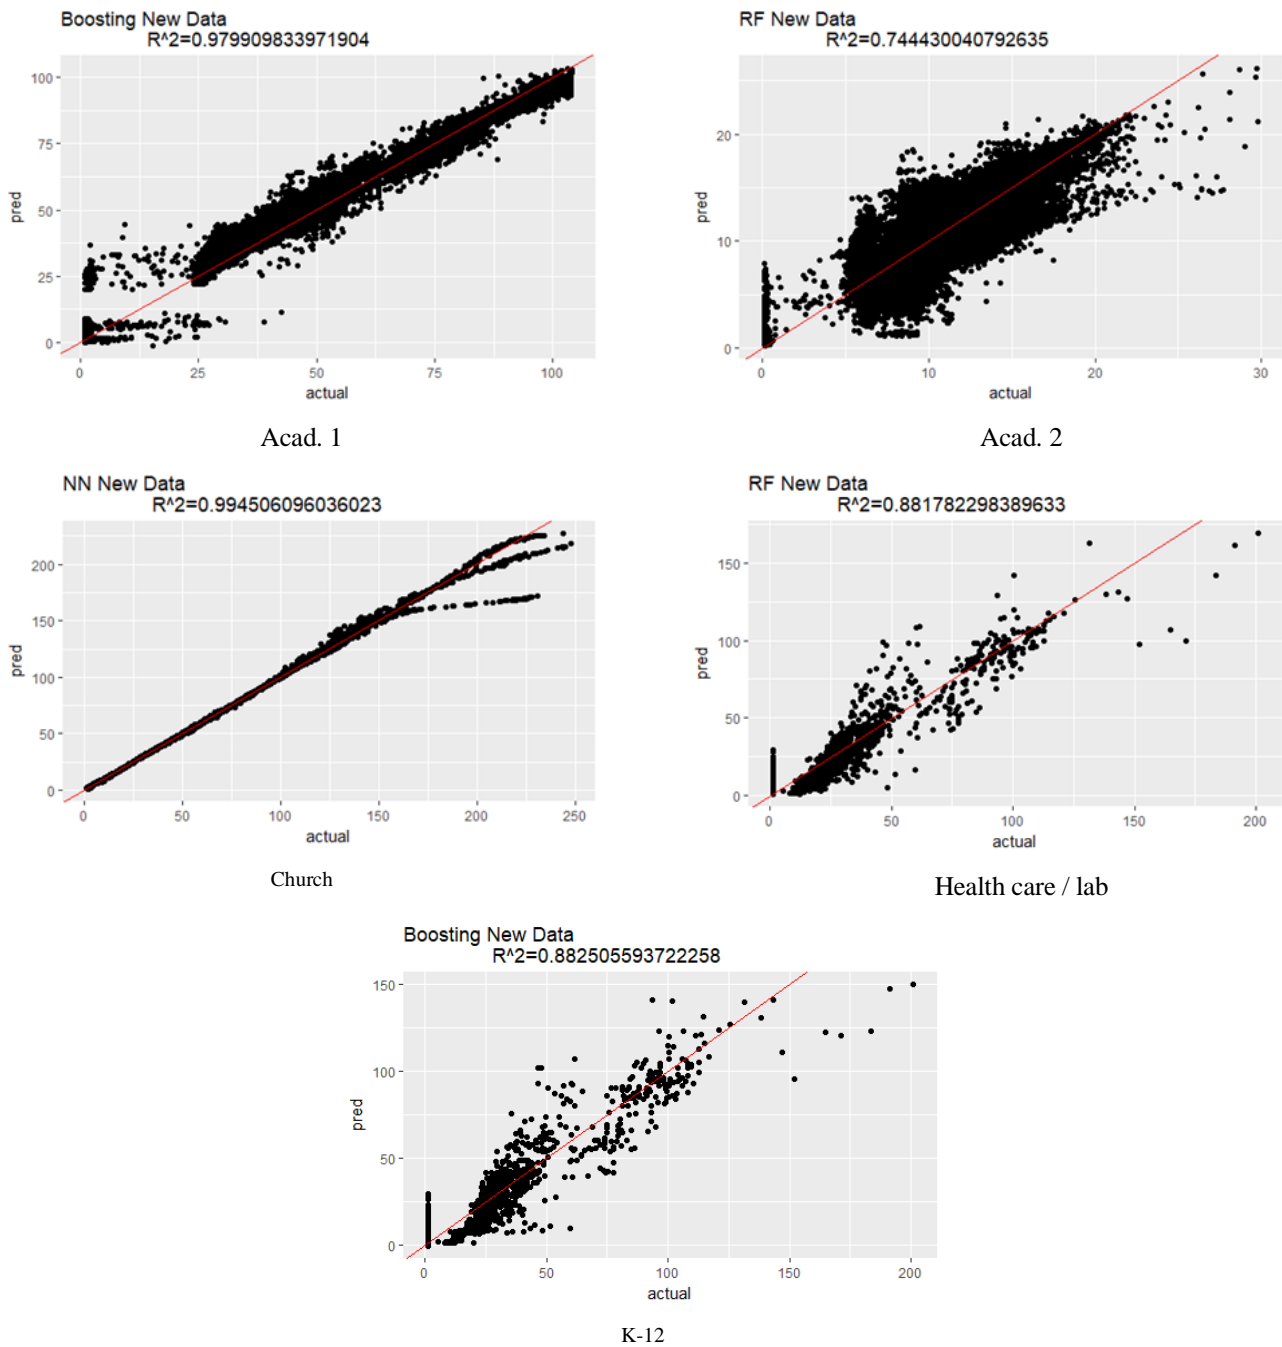 Boosting New Data
R^2=0.979909833971904
100
75
50
25
0
pred
0 25 50 75 100
actual
Acad. 1
RF New Data
R^2=0.744430040792635
20
10
0
pred
0 10 20 30
actual
Acad. 2
NN New Data
R^2=0.994506096036023
200
150
100
50
0
pred
0 50 100 150 200 250
actual
Church
RF New Data
R^2=0.881782298389633
150
100
50
0
pred
0 50 100 150 200
actual
Health care / lab
Boosting New Data
R^2=0.882505593722258
150
100
50
0
pred
0 50 100 150 200
actual
K-12